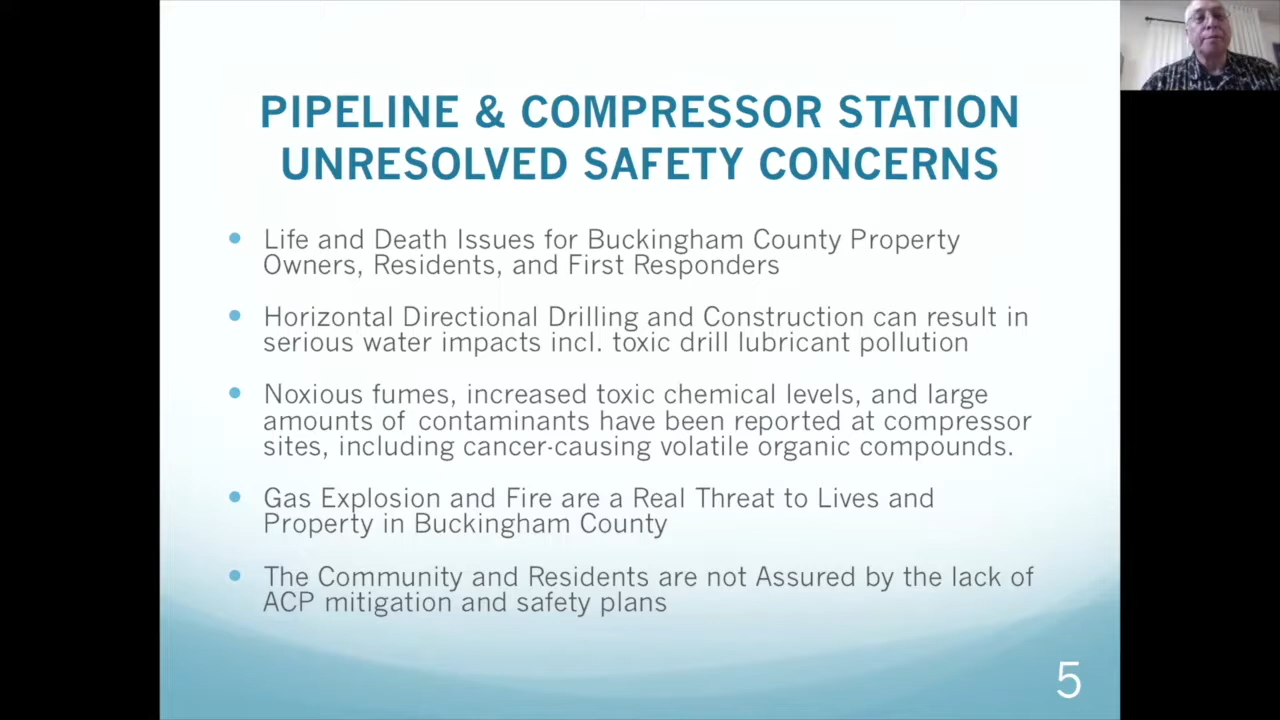 PIPELINE & COMPRESSOR STATION
UNRESOLVED SAFETY CONCERNS
• Life and Death Issues for Buckingham County Property
Owners, Residents, and First Responders
• Horizontal Directional Drilling and Construction can result in
serious water impacts incl. toxic drill lubricant pollution
• Noxious fumes, increased toxic chemical levels, and large
amounts of contaminants have been reported at compressor
sites, including cancer-causing volatile organic compounds.
• Gas Explosion and Fire are a Real Threat to Lives and
Property in Buckingham County
• The Community and Residents are not Assured by the lack of
ACP mitigation and safety plans
5